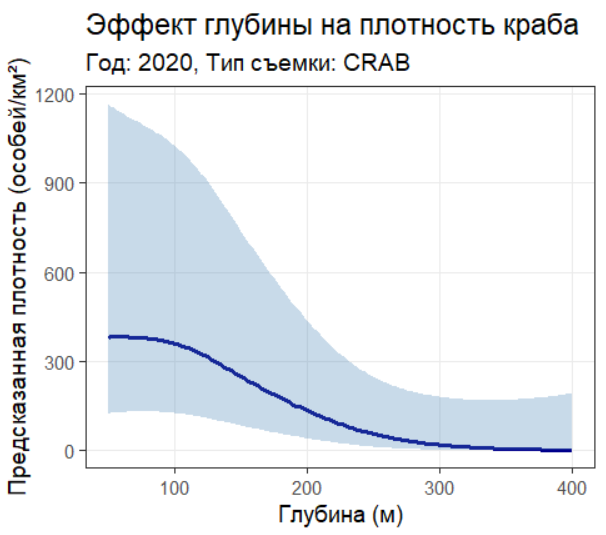 Эффект глубины на плотность краба
Год: 2020, Тип съемки: CRAB
Предсказанная плотность (особей/км²)
1200
900
600
300
0
100 200 300 400
Глубина (м)